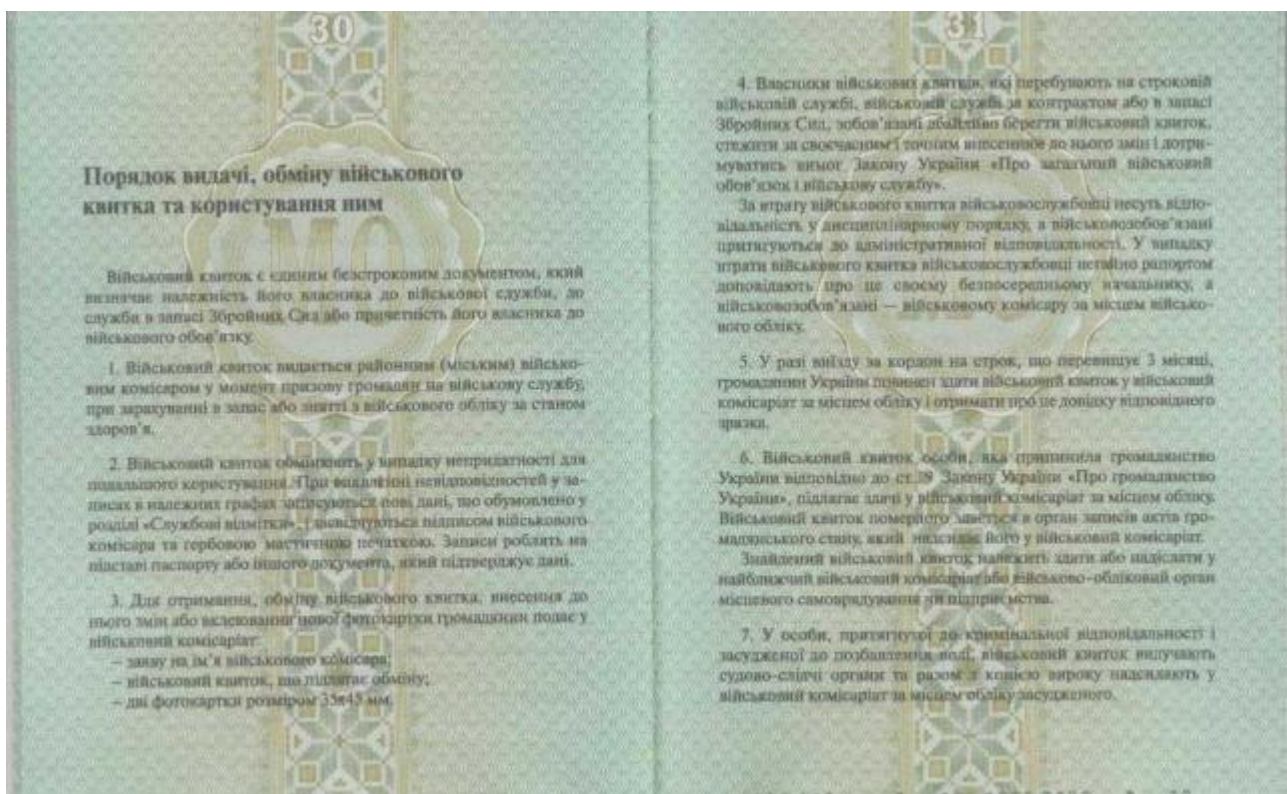 30
Порядок видачі, обміну військового
квитка та користування ним
МО
Військовий квиток є єдиним безстроковим документом, який
визначає належність його власника до військової служби, до
служби в запасі Збройних Сил або причетність його власника до
військового обов’язку.
1. Військовий квиток видається районним (міським) військо-
вим комісаром у момент призову громадян на військову службу,
при зарахуванні в запас або знятті з військового обліку за станом
здоров’я.
2. Військовий квиток обмінюють у випадку непридатності для
подальшого користування. При виявленні невідповідностей у за-
писах в належних графах записуються нові дані, що обумовлено у
розділі «Службові відмітки», і засвідчуються підписом військового
комісара та гербовою мастичною печаткою. Записи роблять на
підставі паспорту або іншого документа, який підтверджує дані.
3. Для отримання, обміну військового квитка, внесення до
нього змін або вклеювання нової фотокартки громадянин подає у
військовий комісаріат:
– заяву на ім’я військового комісара;
– військовий квиток, що підлягає обміну;
– дві фотокартки розміром 35х45 мм.
31
4. Власники військових квитків, які перебувають на строковій
військовій службі, військовій службі за контрактом або в запасі
Збройних Сил, зобов’язані дбайливо берегти військовий квиток,
стежити за своєчасним і точним внесенням до нього змін і дотри-
муватись вимог Закону України «Про загальний військовий
обов’язок і військову службу».
За втрату військового квитка військовослужбовці несуть відпо-
відальність у дисциплінарному порядку, а військовозобов’язані
притягуються до адміністративної відповідальності. У випадку
втрати військового квитка військовослужбовці негайно рапортом
доповідають про це своєму безпосередньому начальнику, а
військовозобов’язані — військовому комісару за місцем військо-
вого обліку.
5. У разі виїзду за кордон на строк, що перевищує 3 місяці,
громадянин України повинен здати військовий квиток у військовий
комісаріат за місцем обліку і отримати про це довідку відповідного
зразка.
6. Військовий квиток особи, яка припинила громадянство
України відповідно до ст. Закону України «Про громадянство
України», підлягає здачі у військовий комісаріат за місцем обліку.
Військовий квиток померлого здається в орган записів актів гро-
мадянського стану, який надсилає його у військовий комісаріат.
Знайдений військовий квиток належить здати або надіслати у
найближчий військовий комісаріат або військово-обліковий орган
місцевого самоврядування чи підприємства.
7. У особи, притягнутої до кримінальної відповідальності і
засудженої до позбавлення волі, військовий квиток вилучають
судово-слідчі органи та разом з копією вироку надсилають у
військовий комісаріат за місцем обліку засудженого.